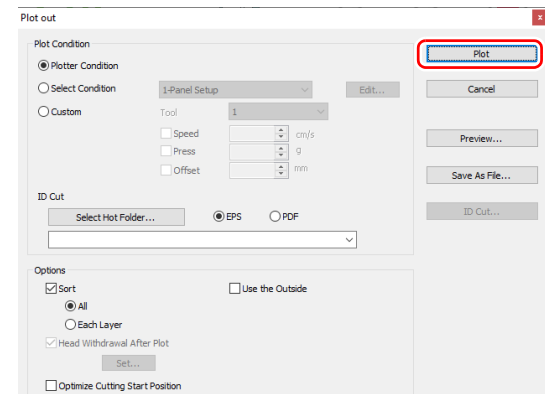 Plot out
x
Plot Condition
Plotter Condition
Select Condition
1-Panel Setup
Edit...
Custom
Tool
1
Speed
cm/s
Press
g
Offset
mm
ID Cut
Select Hot Folder...
EPS
PDF
Options
Sort
Use the Outside
All
Each Layer
Head Withdrawal After Plot
Set...
Optimize Cutting Start Position
Plot
Cancel
Preview...
Save As File...
ID Cut...